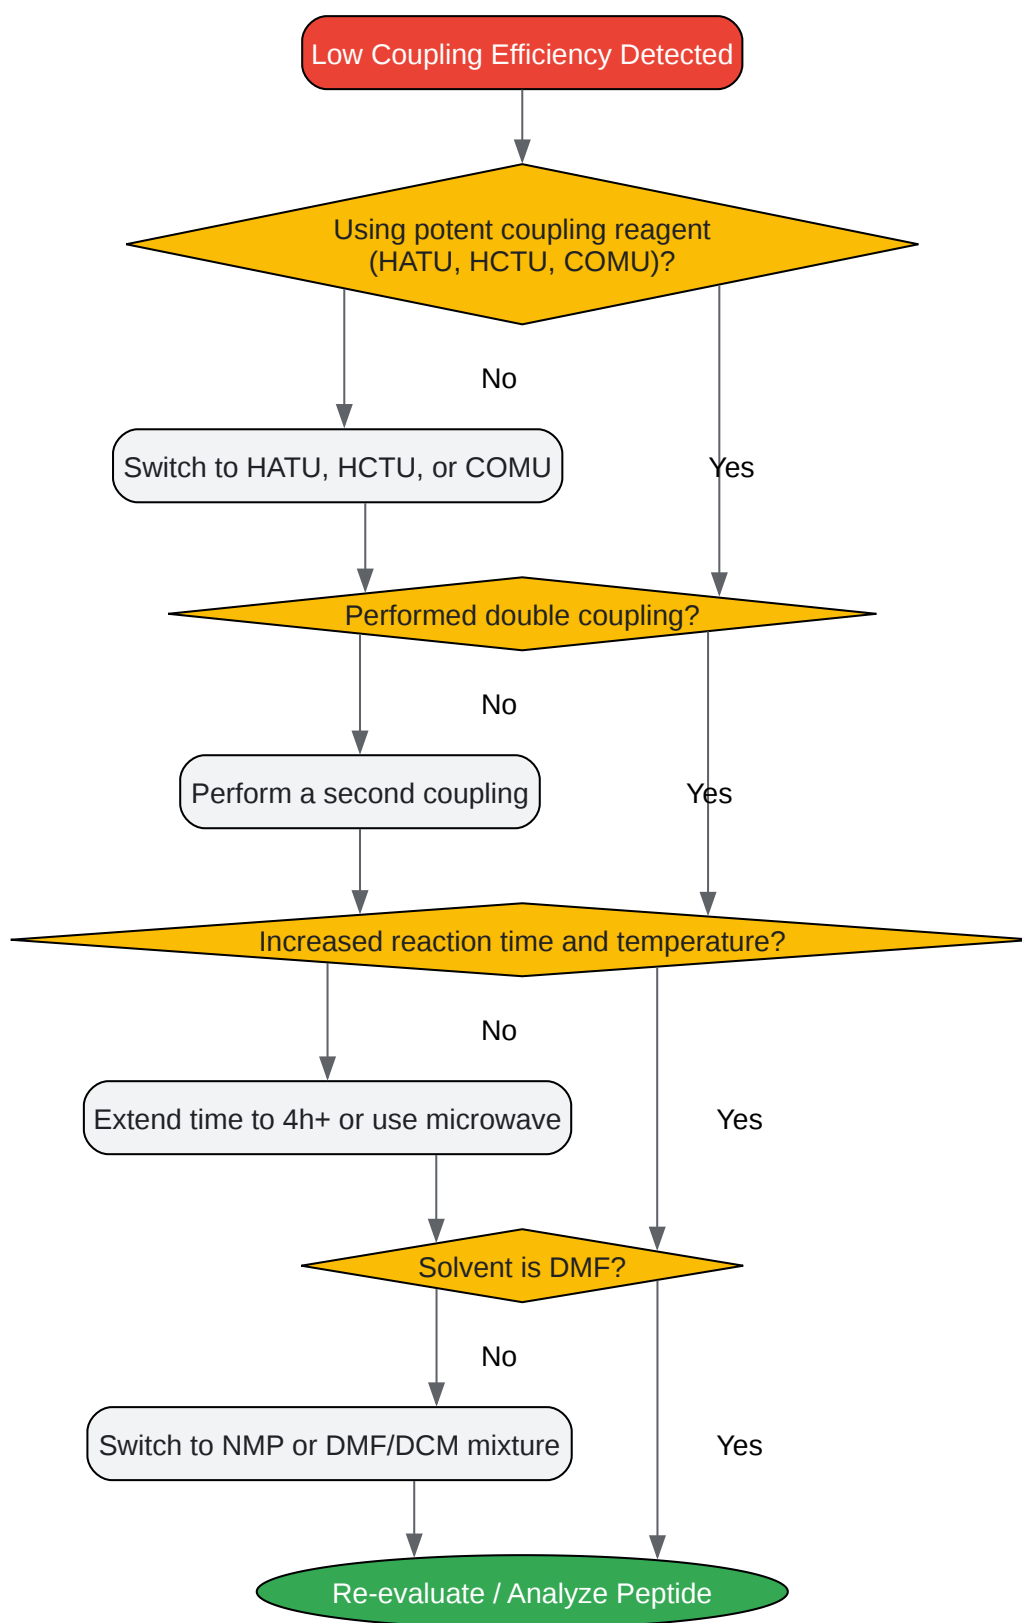 Low Coupling Efficiency Detected
Using potent coupling reagent
(HATU, HCTU, COMU)?
No
Switch to HATU, HCTU, or COMU
Yes
Performed double coupling?
No
Perform a second coupling
Yes
Increased reaction time and temperature?
No
Extend time to 4h+ or use microwave
Yes
Solvent is DMF?
No
Switch to NMP or DMF/DCM mixture
Yes
Re-evaluate / Analyze Peptide